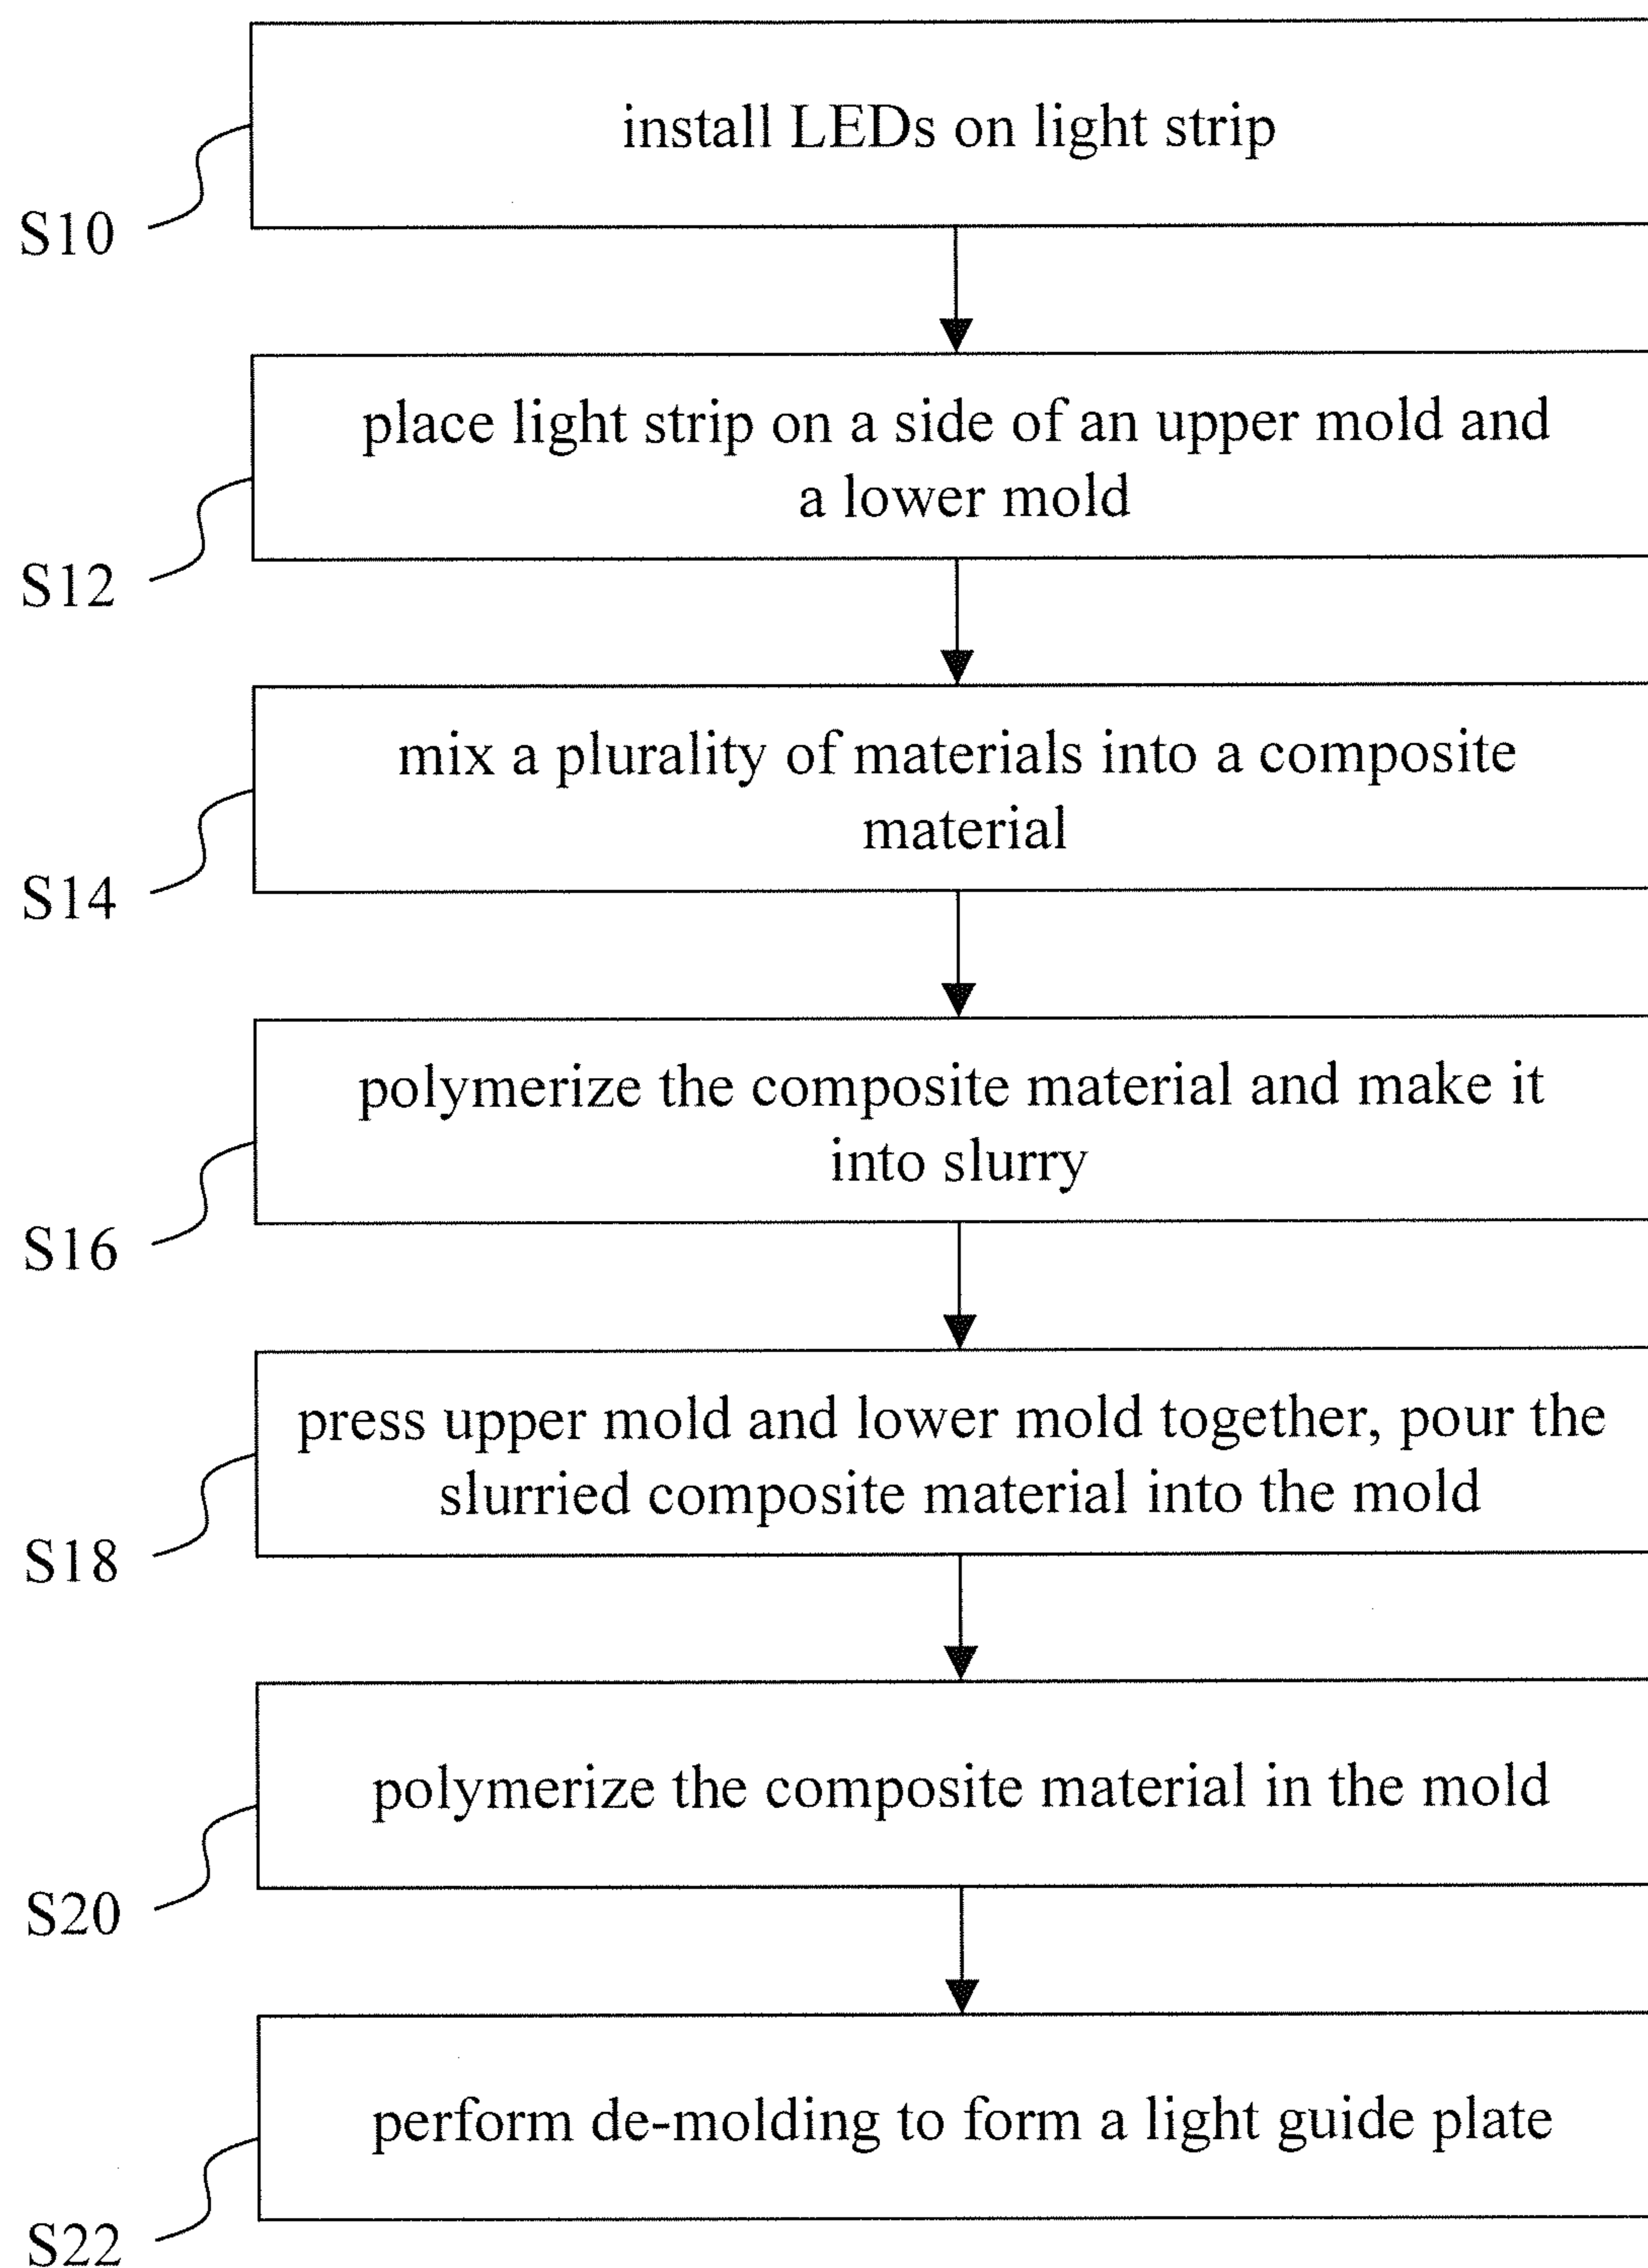 install LEDs on light strip
S10
place light strip on a side of an upper mold and
a lower mold
S12
mix a plurality of materials into a composite
material
S14
polymerize the composite material and make it
into slurry
S16
press upper mold and lower mold together, pour the
slurried composite material into the mold
S18
polymerize the composite material in the mold
S20
perform de-molding to form a light guide plate
S22